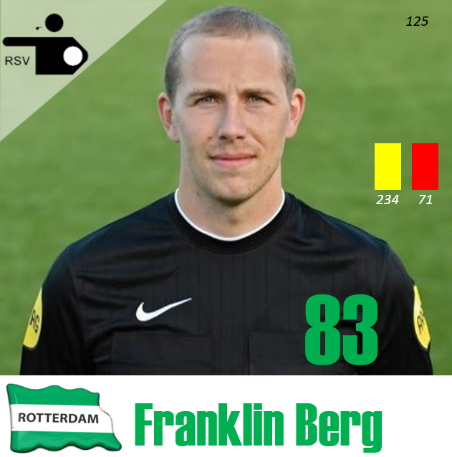 125
RSV
234 71
83
ROTTERDAM
Franklin Berg